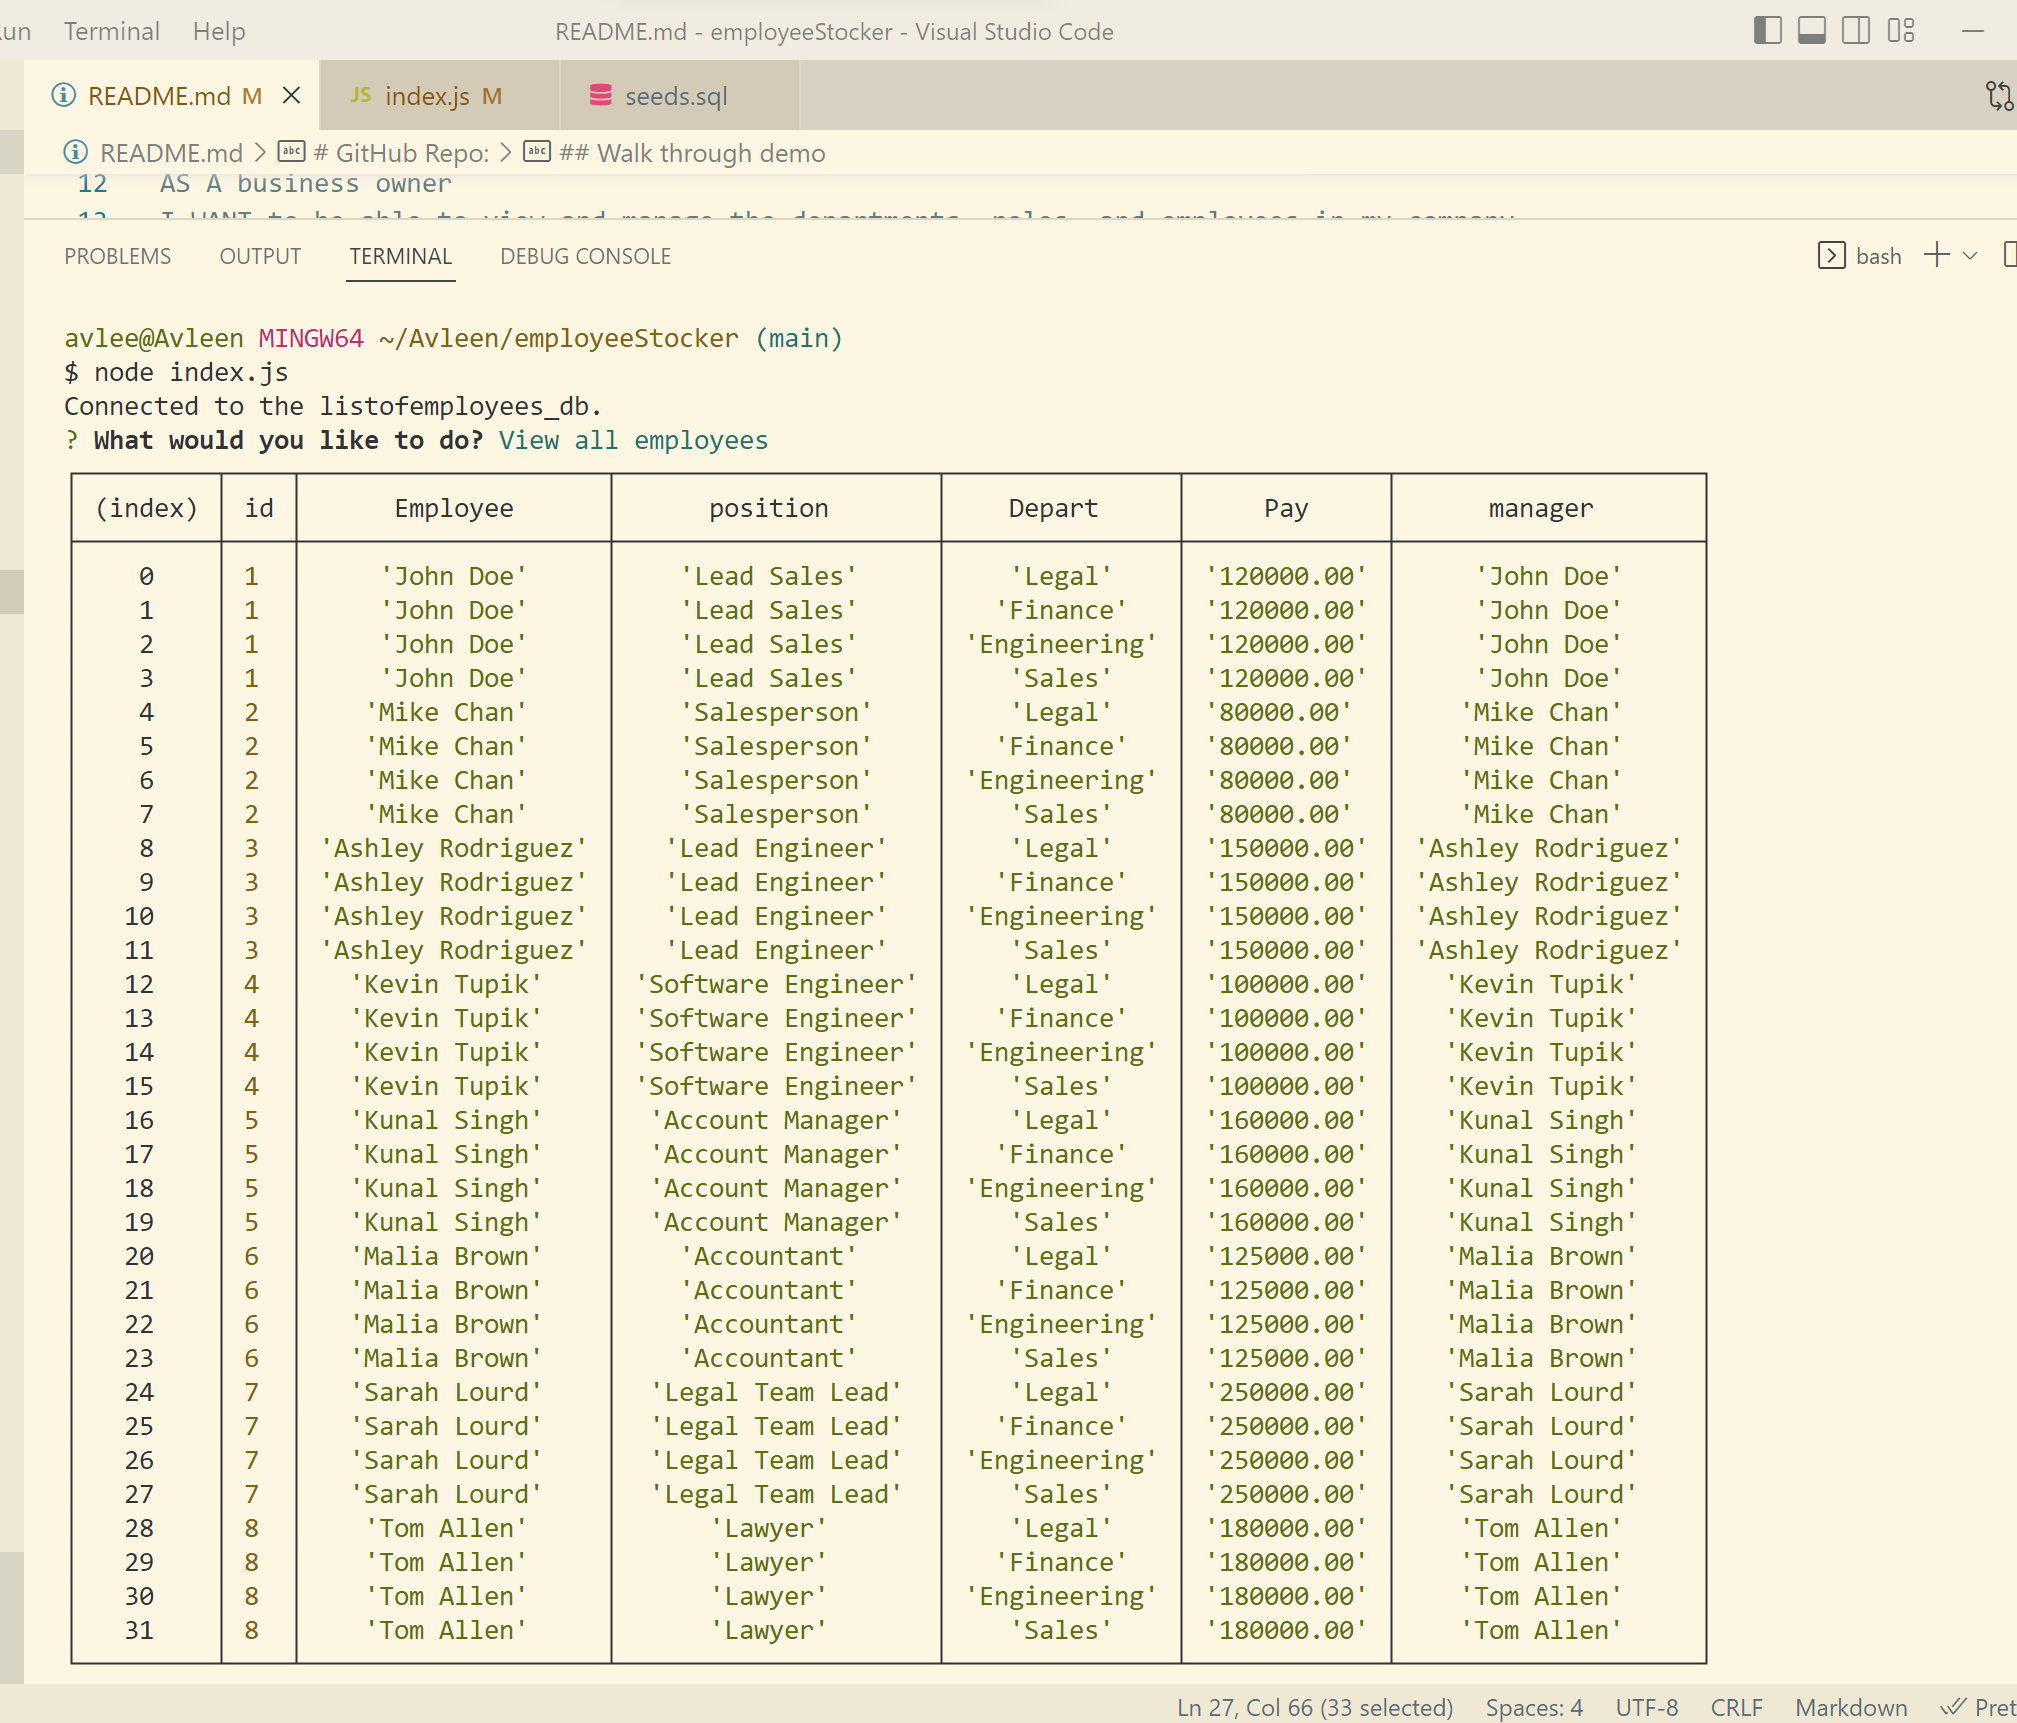 un Terminal Help README.md - employeeStocker - Visual Studio Code
README.md M JS index.js M seeds.sql
README.md > abc # GitHub Repo: > abc ## Walk through demo
12 AS A business owner
13 I WANT to be able to view and manage the departments, roles, and employees in my company
PROBLEMS OUTPUT TERMINAL DEBUG CONSOLE bash
avlee@Avleen MINGW64 ~/Avleen/employeeStocker (main)
$ node index.js
Connected to the listofemployees_db.
? What would you like to do? View all employees
(index) id Employee position Depart Pay manager
0 1 'John Doe' 'Lead Sales' 'Legal' '120000.00' 'John Doe'
1 1 'John Doe' 'Lead Sales' 'Finance' '120000.00' 'John Doe'
2 1 'John Doe' 'Lead Sales' 'Engineering' '120000.00' 'John Doe'
3 1 'John Doe' 'Lead Sales' 'Sales' '120000.00' 'John Doe'
4 2 'Mike Chan' 'Salesperson' 'Legal' '80000.00' 'Mike Chan'
5 2 'Mike Chan' 'Salesperson' 'Finance' '80000.00' 'Mike Chan'
6 2 'Mike Chan' 'Salesperson' 'Engineering' '80000.00' 'Mike Chan'
7 2 'Mike Chan' 'Salesperson' 'Sales' '80000.00' 'Mike Chan'
8 3 'Ashley Rodriguez' 'Lead Engineer' 'Legal' '150000.00' 'Ashley Rodriguez'
9 3 'Ashley Rodriguez' 'Lead Engineer' 'Finance' '150000.00' 'Ashley Rodriguez'
10 3 'Ashley Rodriguez' 'Lead Engineer' 'Engineering' '150000.00' 'Ashley Rodriguez'
11 3 'Ashley Rodriguez' 'Lead Engineer' 'Sales' '150000.00' 'Ashley Rodriguez'
12 4 'Kevin Tupik' 'Software Engineer' 'Legal' '100000.00' 'Kevin Tupik'
13 4 'Kevin Tupik' 'Software Engineer' 'Finance' '100000.00' 'Kevin Tupik'
14 4 'Kevin Tupik' 'Software Engineer' 'Engineering' '100000.00' 'Kevin Tupik'
15 4 'Kevin Tupik' 'Software Engineer' 'Sales' '100000.00' 'Kevin Tupik'
16 5 'Kunal Singh' 'Account Manager' 'Legal' '160000.00' 'Kunal Singh'
17 5 'Kunal Singh' 'Account Manager' 'Finance' '160000.00' 'Kunal Singh'
18 5 'Kunal Singh' 'Account Manager' 'Engineering' '160000.00' 'Kunal Singh'
19 5 'Kunal Singh' 'Account Manager' 'Sales' '160000.00' 'Kunal Singh'
20 6 'Malia Brown' 'Accountant' 'Legal' '125000.00' 'Malia Brown'
21 6 'Malia Brown' 'Accountant' 'Finance' '125000.00' 'Malia Brown'
22 6 'Malia Brown' 'Accountant' 'Engineering' '125000.00' 'Malia Brown'
23 6 'Malia Brown' 'Accountant' 'Sales' '125000.00' 'Malia Brown'
24 7 'Sarah Lourd' 'Legal Team Lead' 'Legal' '250000.00' 'Sarah Lourd'
25 7 'Sarah Lourd' 'Legal Team Lead' 'Finance' '250000.00' 'Sarah Lourd'
26 7 'Sarah Lourd' 'Legal Team Lead' 'Engineering' '250000.00' 'Sarah Lourd'
27 7 'Sarah Lourd' 'Legal Team Lead' 'Sales' '250000.00' 'Sarah Lourd'
28 8 'Tom Allen' 'Lawyer' 'Legal' '180000.00' 'Tom Allen'
29 8 'Tom Allen' 'Lawyer' 'Finance' '180000.00' 'Tom Allen'
30 8 'Tom Allen' 'Lawyer' 'Engineering' '180000.00' 'Tom Allen'
31 8 'Tom Allen' 'Lawyer' 'Sales' '180000.00' 'Tom Allen'
Ln 27, Col 66 (33 selected) Spaces: 4 UTF-8 CRLF Markdown Pret